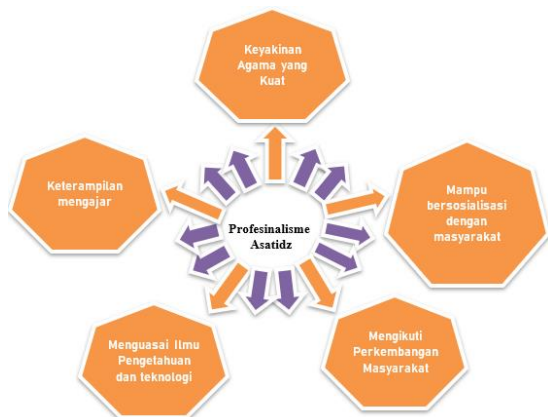 Keyakinan
Agama yang
Kuat
Keterampilan
mengajar
Mampu
bersosialisasi
dengan
masyarakat
Profesinalisme
Asatidz
Menguasai Ilmu
Pengetahuan
dan teknologi
Mengikuti
Perkembangan
Masyarakat